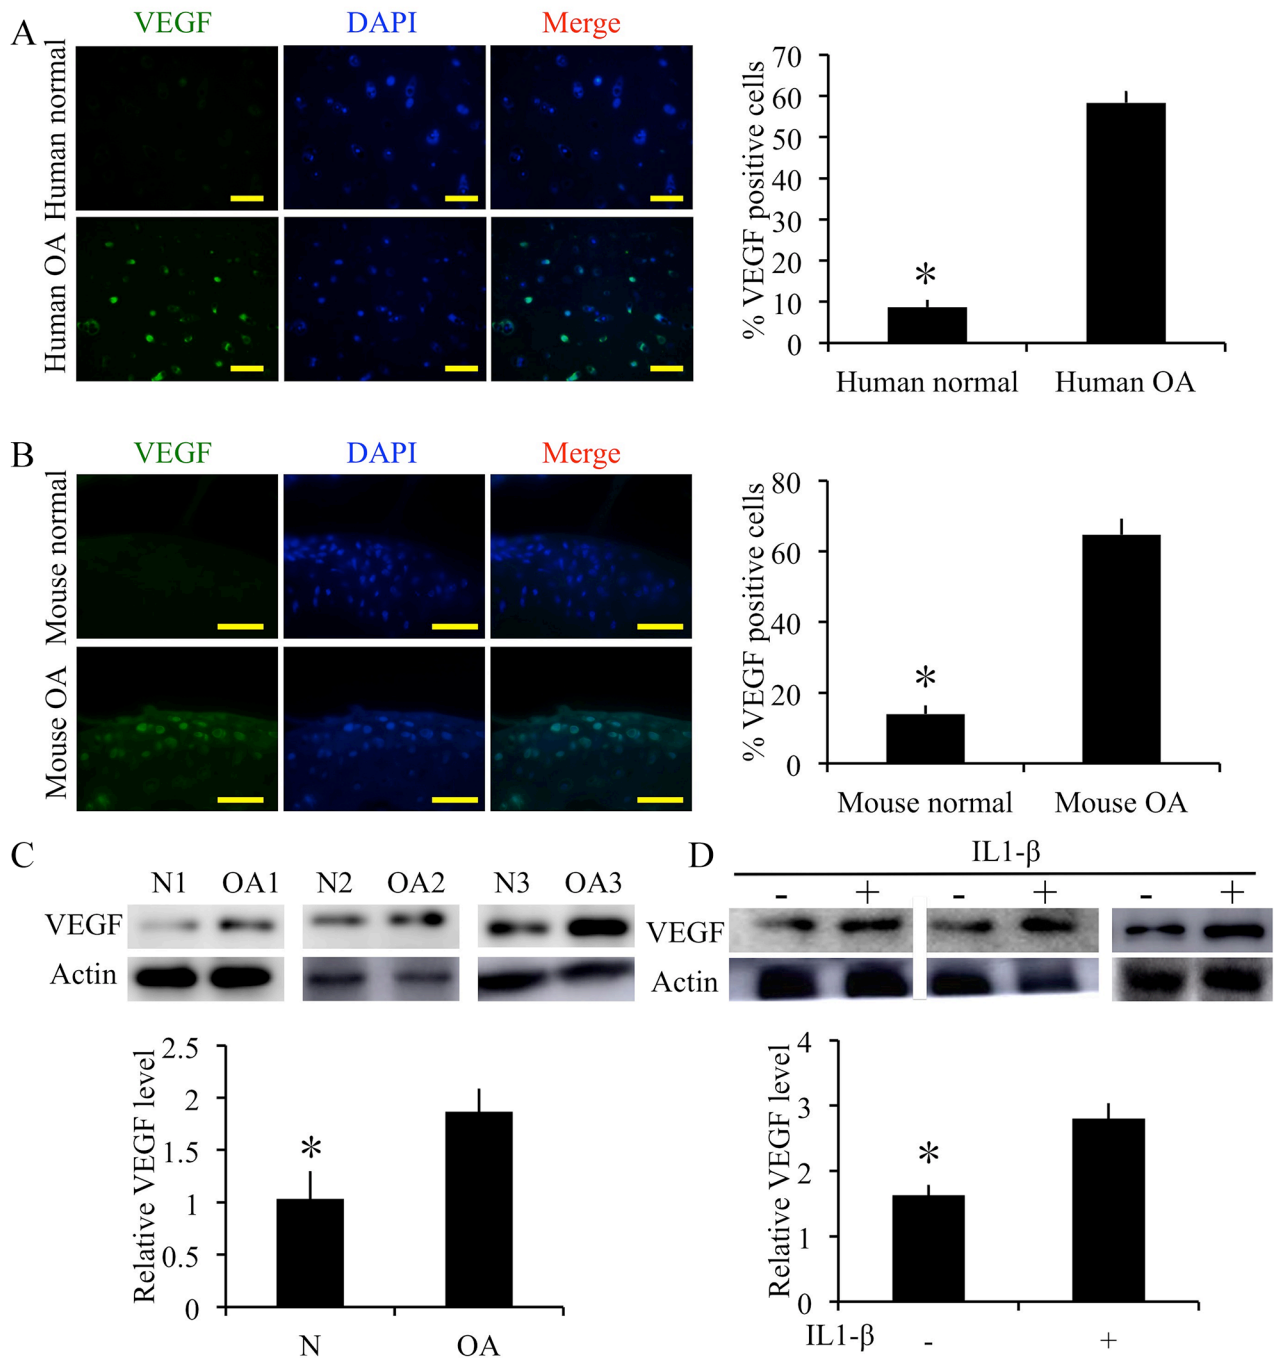 A
VEGF DAPI Merge
Human normal
Human OA
% VEGF positive cells
70
60
50
40
30
20
10
0
*
Human normal Human OA
B
VEGF DAPI Merge
Mouse normal
Mouse OA
% VEGF positive cells
80
60
40
20
0
*
Mouse normal Mouse OA
C
N1 OA1 N2 OA2 N3 OA3
VEGF
Actin
Relative VEGF level
2.5
2
1.5
1
0.5
0
*
N OA
D
IL1-β
- + - + - +
VEGF
Actin
Relative VEGF level
4
3
2
1
0
*
IL1-β - +